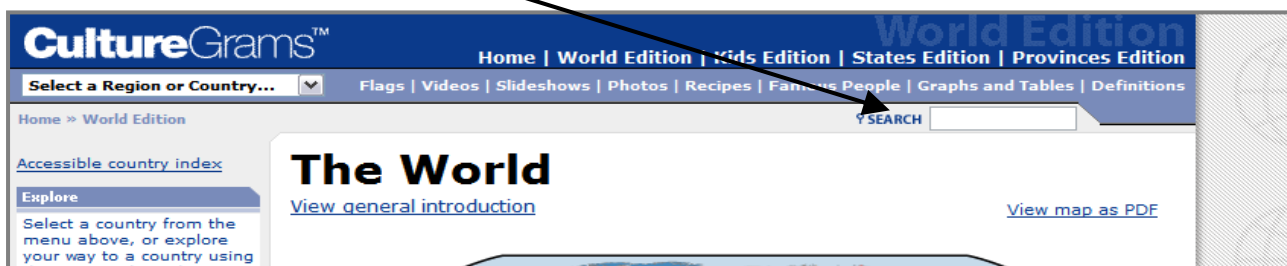 World Edition
CultureGrams™
Home | World Edition | Kids Edition | States Edition | Provinces Edition
Select a Region or Country...
Flags | Videos | Slideshows | Photos | Recipes | Famous People | Graphs and Tables | Definitions
Home » World Edition
SEARCH
Accessible country index
The World
Explore
View general introduction
View map as PDF
Select a country from the
menu above, or explore
your way to a country using